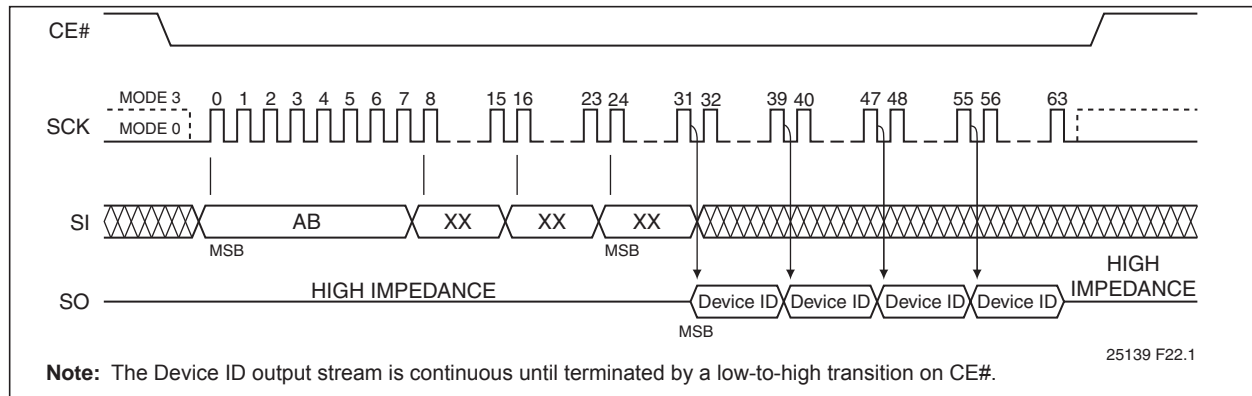 CE#
MODE 3
0 1 2 3 4 5 6 7 8 15 16 23 24 31 32 39 40 47 48 55 56 63
SCK
MODE 0
SI
AB XX XX XX
MSB MSB
HIGH
IMPEDANCE
SO
HIGH IMPEDANCE
Device ID Device ID Device ID Device ID
MSB
25139 F22.1
Note: The Device ID output stream is continuous until terminated by a low-to-high transition on CE#.